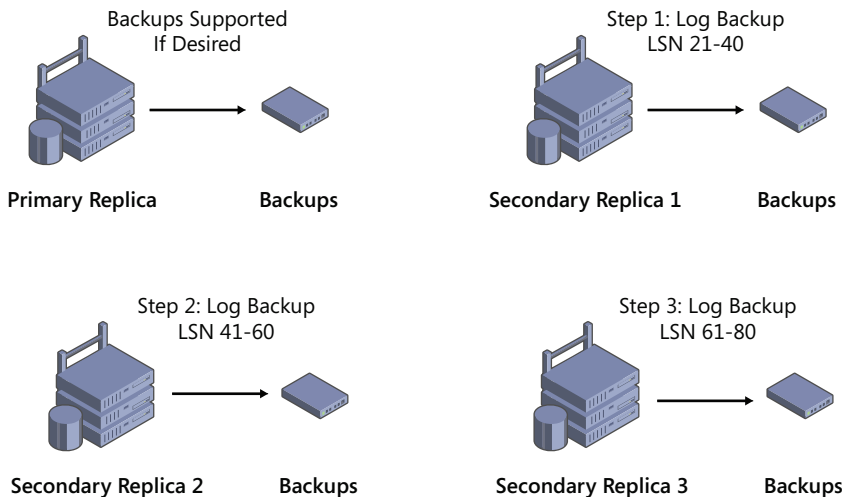 Backups Supported
If Desired
Primary Replica
Backups
Step 1: Log Backup
LSN 21-40
Secondary Replica 1
Backups
Step 2: Log Backup
LSN 41-60
Secondary Replica 2
Backups
Step 3: Log Backup
LSN 61-80
Secondary Replica 3
Backups